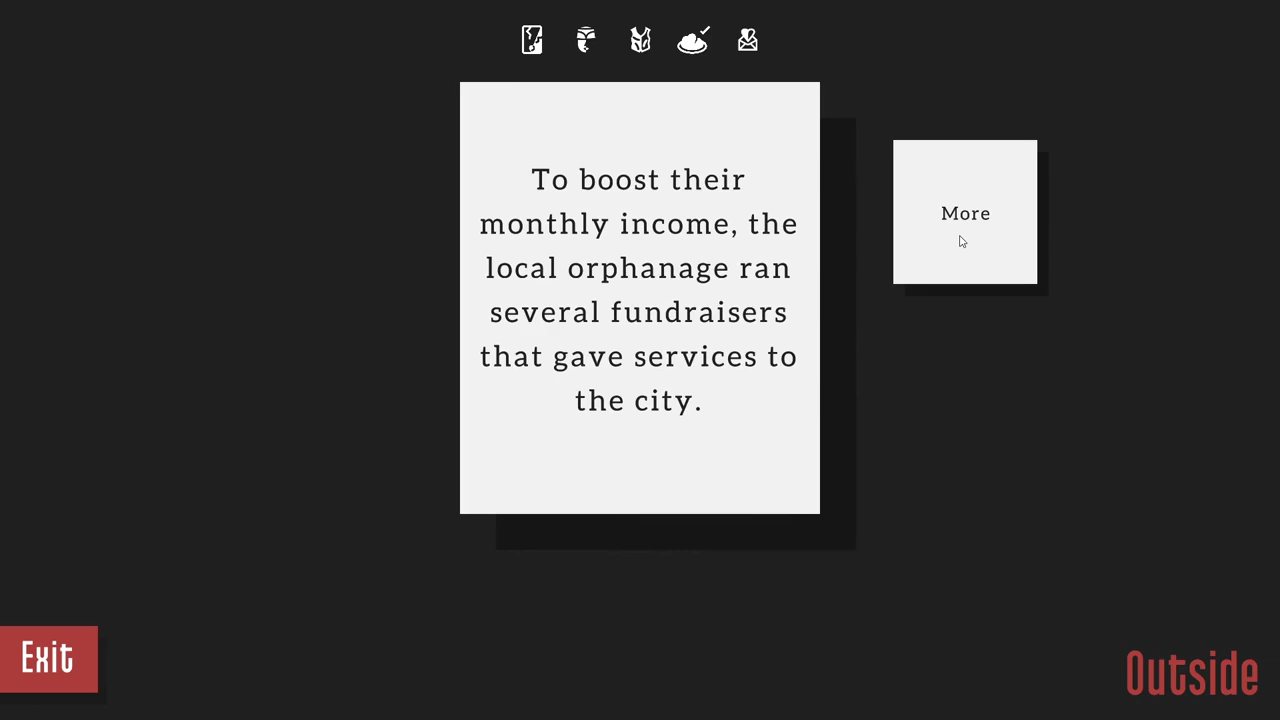 To boost their
monthly income, the
local orphanage ran
several fundraisers
that gave services to
the city.
More
Exit
Outside